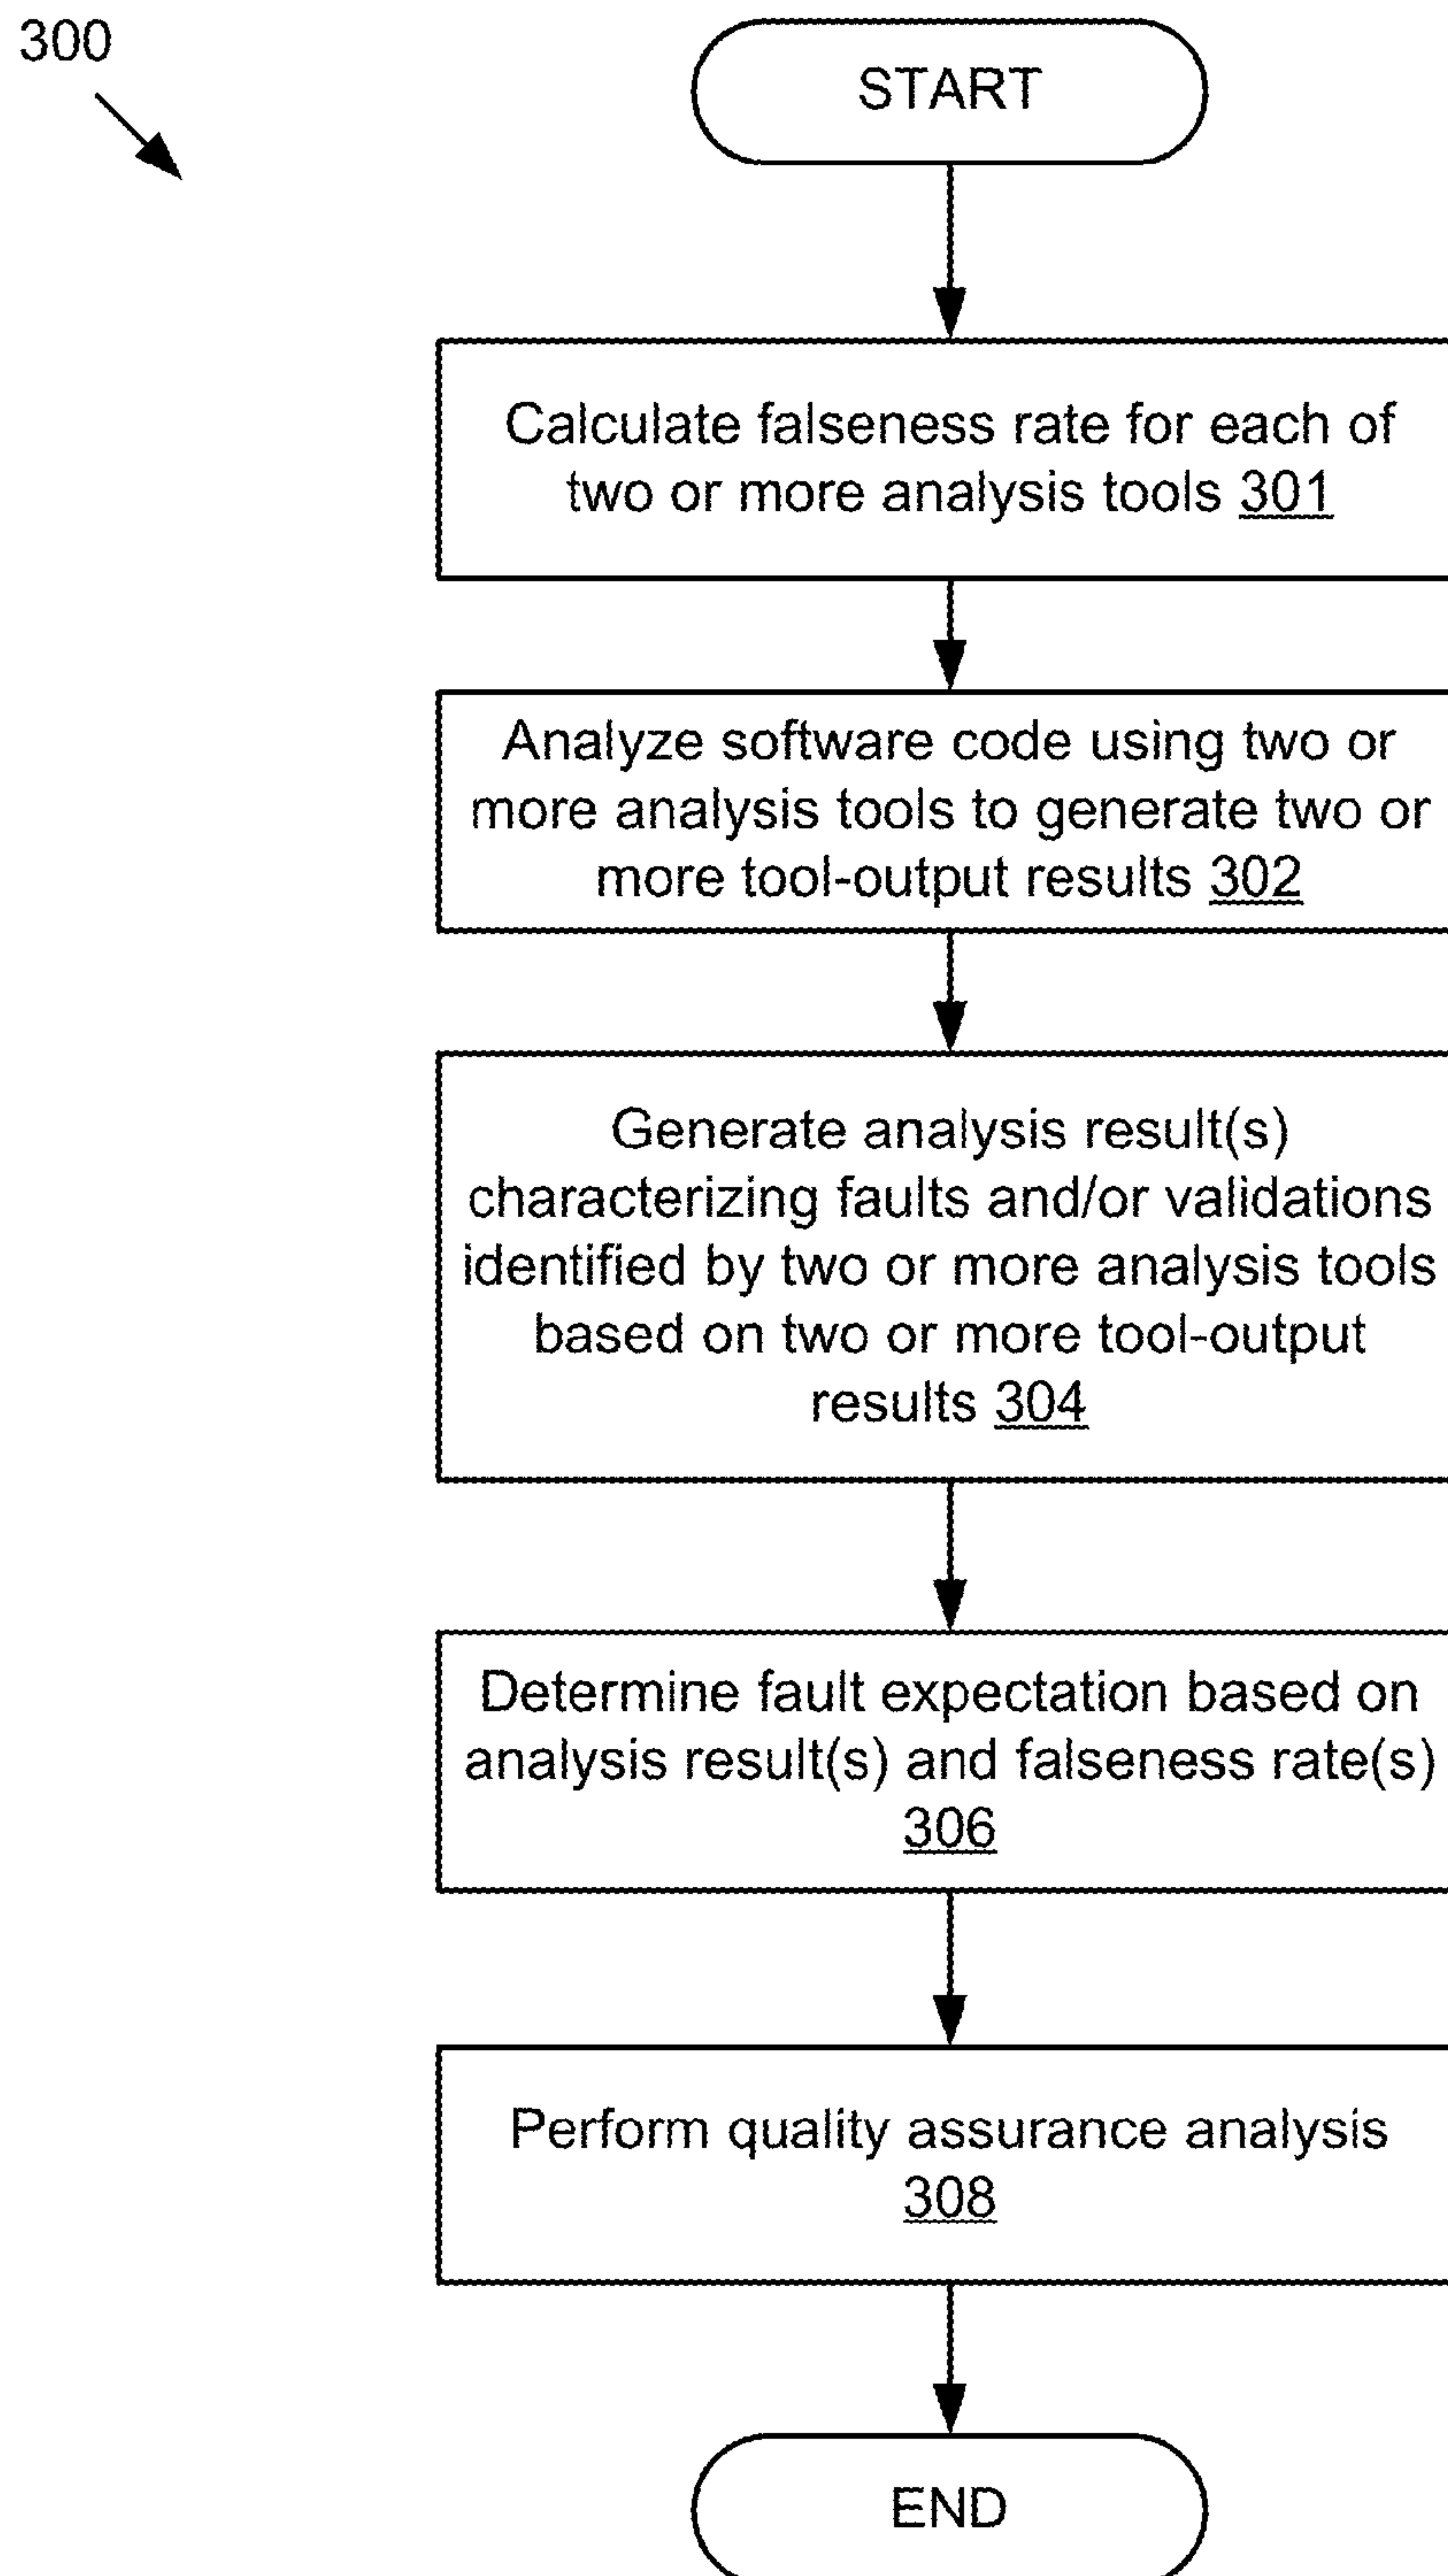 300
START
Calculate falseness rate for each of
two or more analysis tools 301
Analyze software code using two or
more analysis tools to generate two or
more tool-output results 302
Generate analysis result(s)
characterizing faults and/or validations
identified by two or more analysis tools
based on two or more tool-output
results 304
Determine fault expectation based on
analysis result(s) and falseness rate(s)
306
Perform quality assurance analysis
308
END